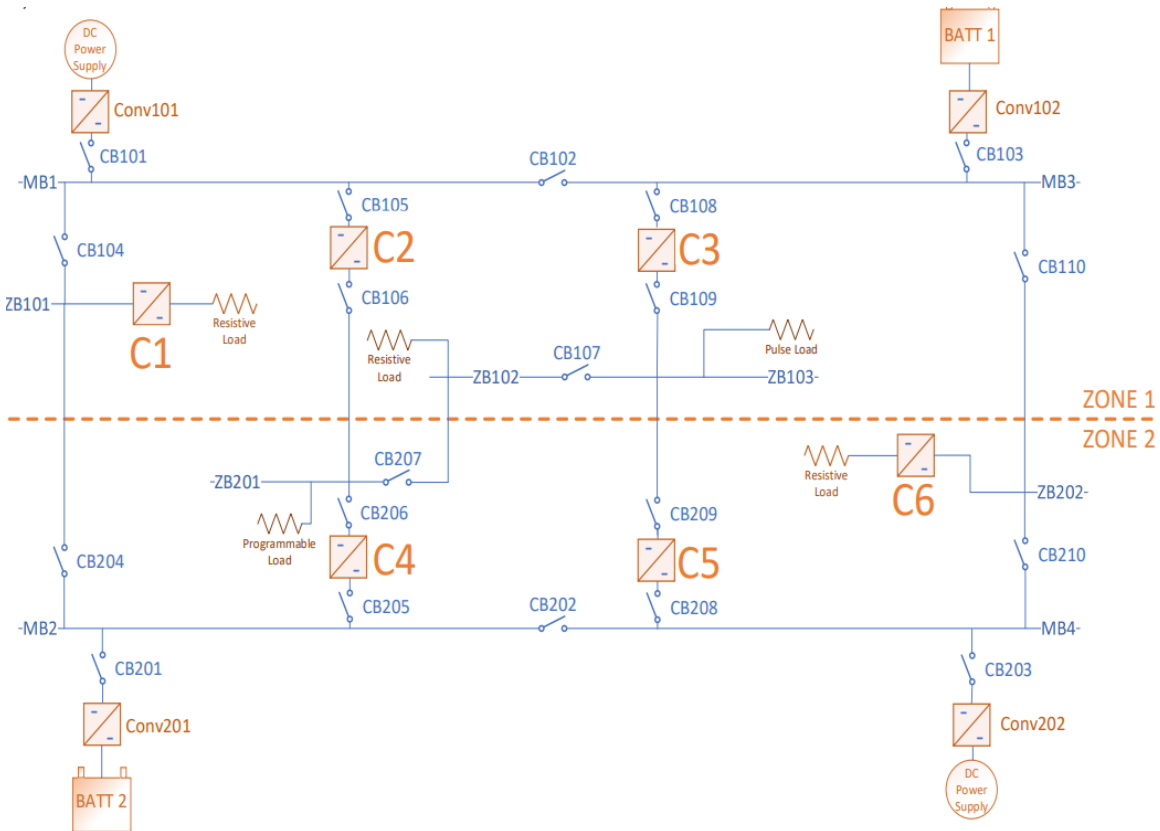 DC
Power
Supply
BATT 1
Conv101
Conv102
CB101
CB102
CB103
-MB1
MB3-
CB105
CB108
CB104
C2
C3
CB110
CB106
CB109
ZB101
Resistive
Load
C1
CB107
Pulse Load
Resistive
Load
ZB102
ZB103-
ZONE 1
ZONE 2
CB207
-ZB201
Resistive
Load
C6
ZB202-
CB206
CB209
Programmable
Load
C4
C5
CB204
CB210
CB205
CB202
CB208
-MB2
MB4-
CB201
CB203
Conv201
Conv202
BATT 2
DC
Power
Supply